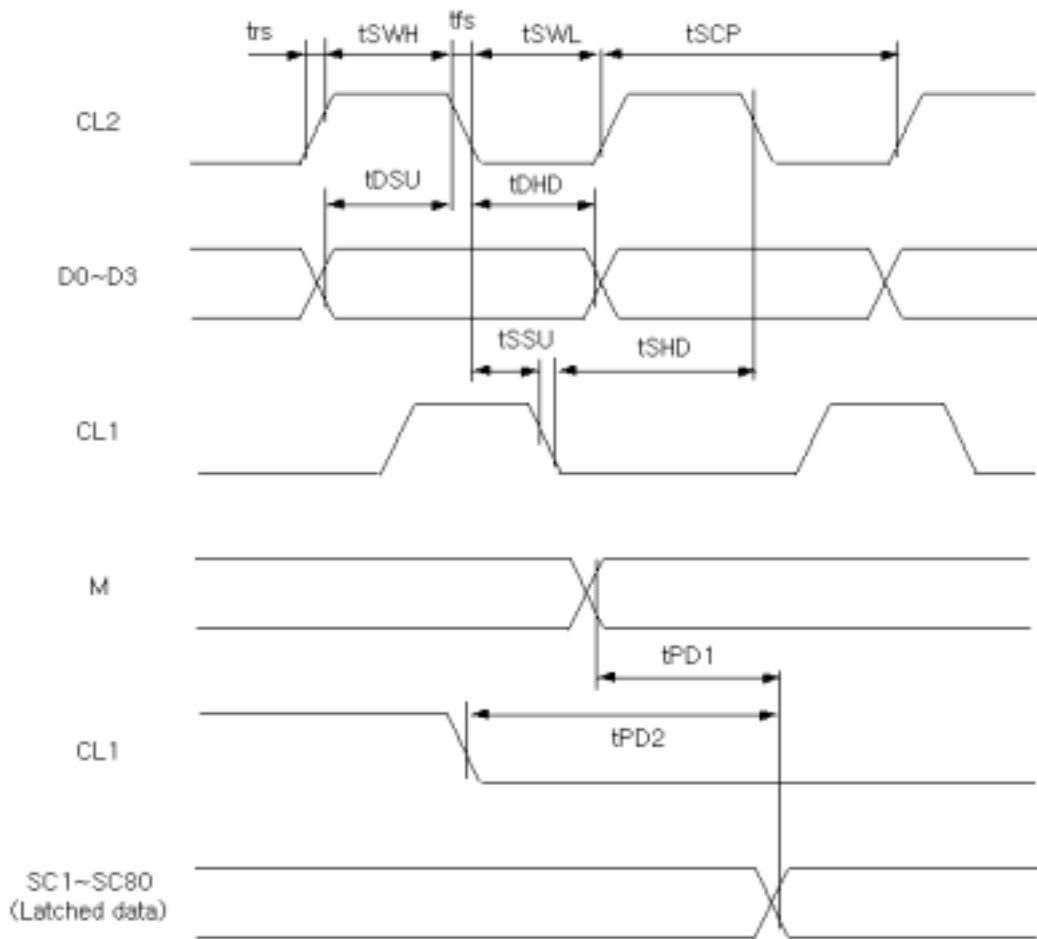 trs tSWH tfs tSWL tSCP
CL2
tDSU tDHD
D0~D3
tSSU tSHD
CL1
M
tPD1
CL1
tPD2
SC1~SC80
(Latched data)